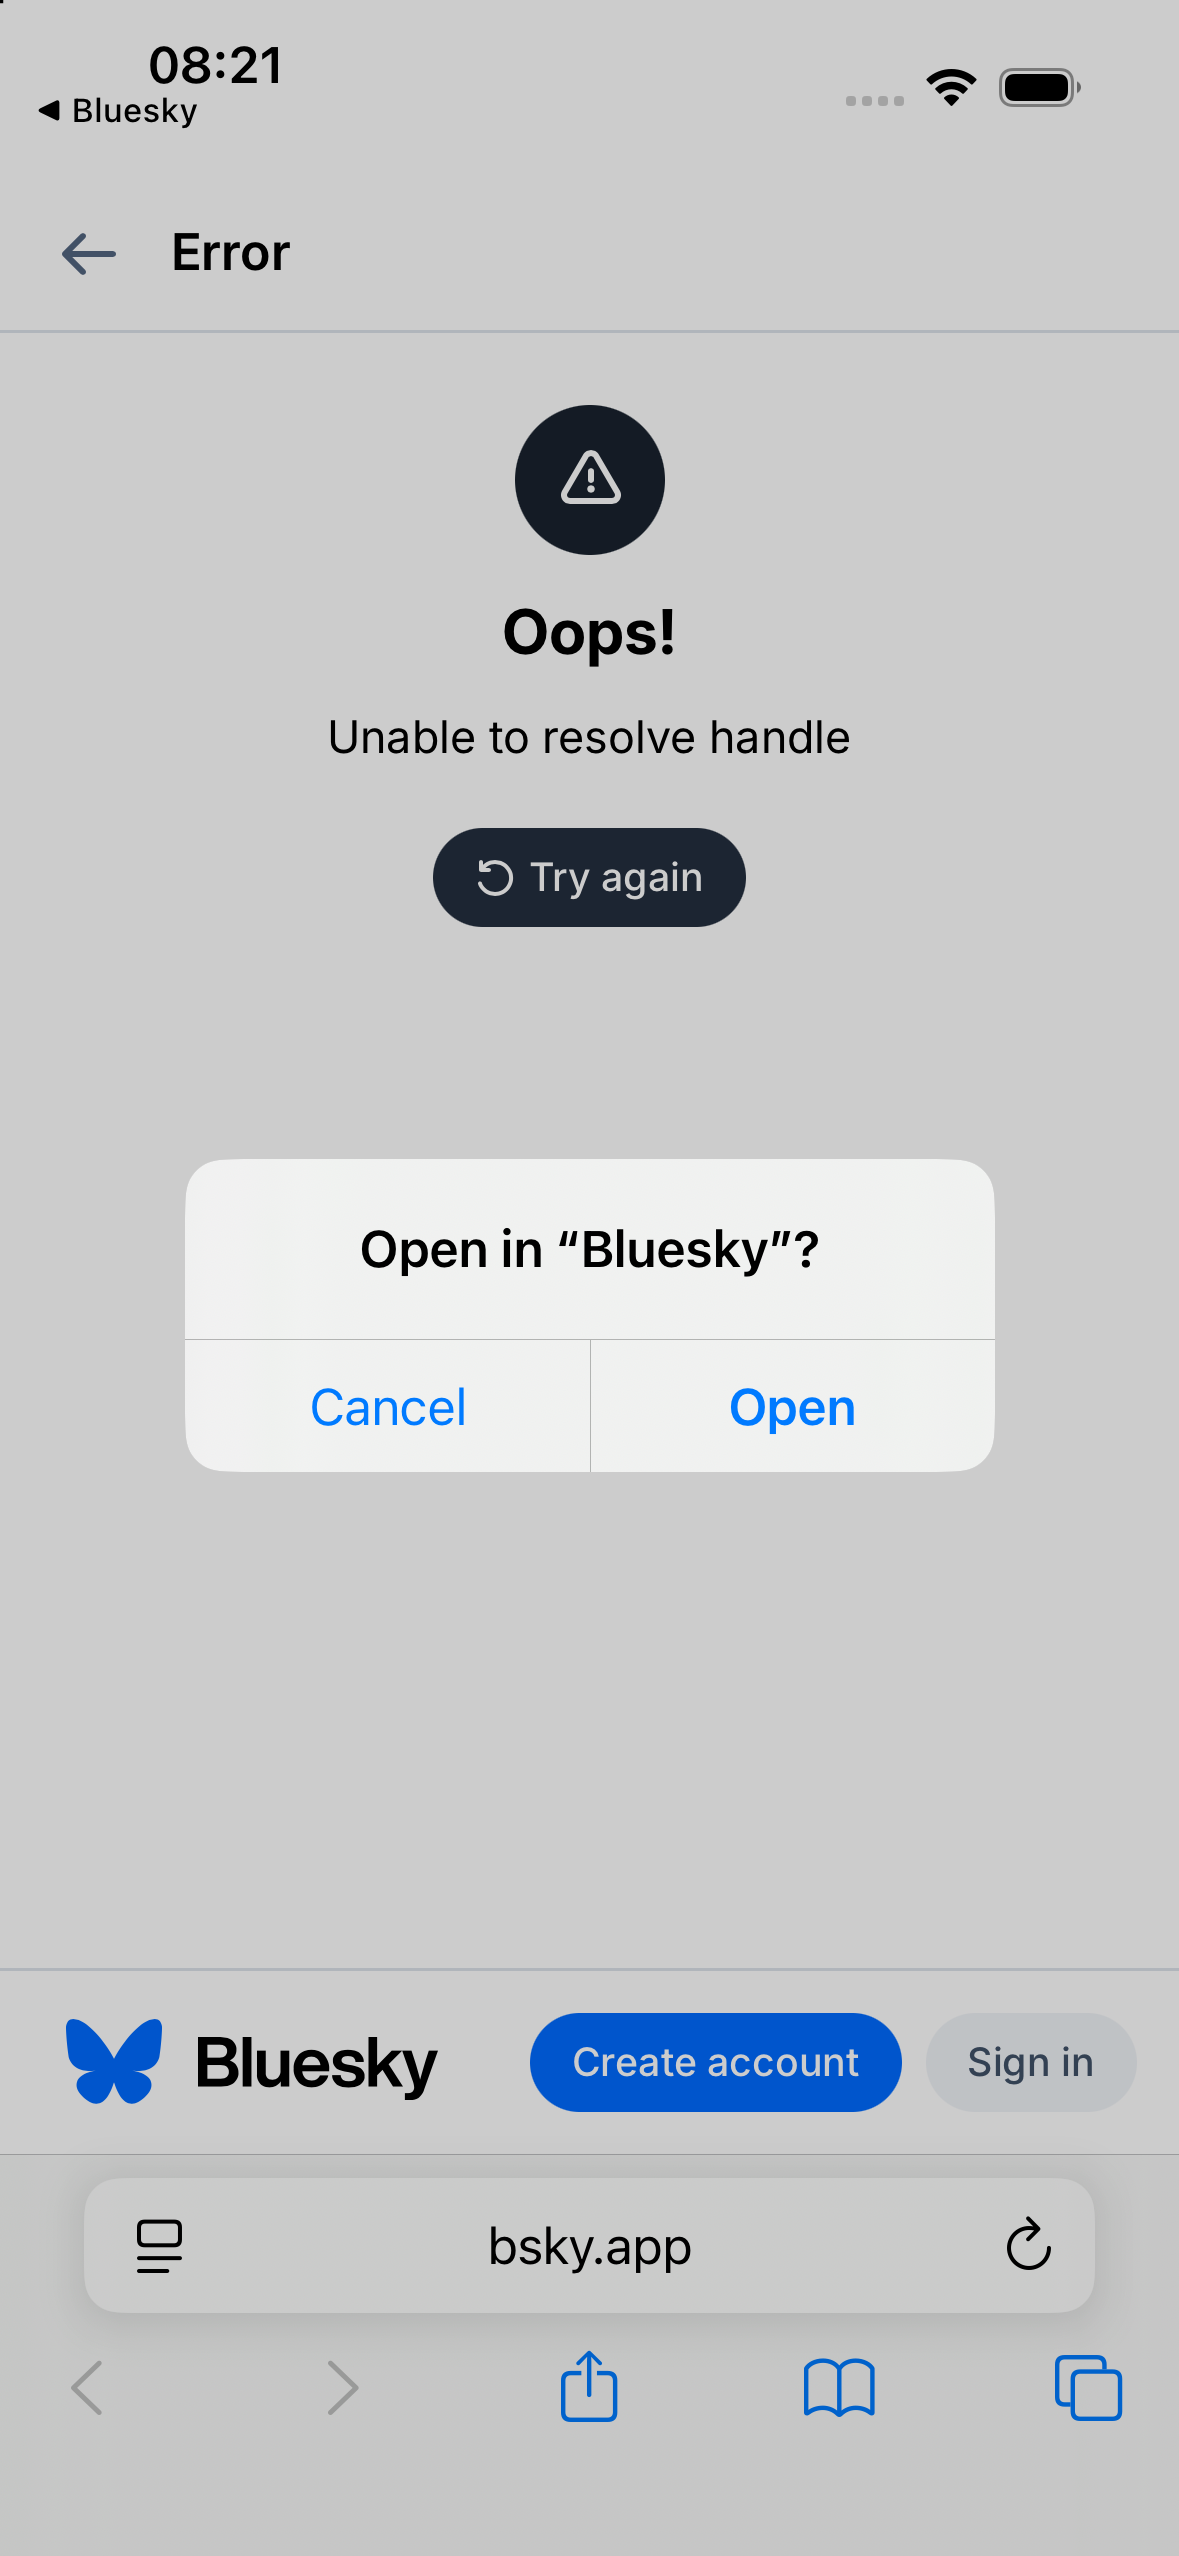 08:21
◀ Bluesky
Error
Oops!
Unable to resolve handle
Try again
Open in “Bluesky”?
Cancel
Open
Bluesky
Create account
Sign in
bsky.app